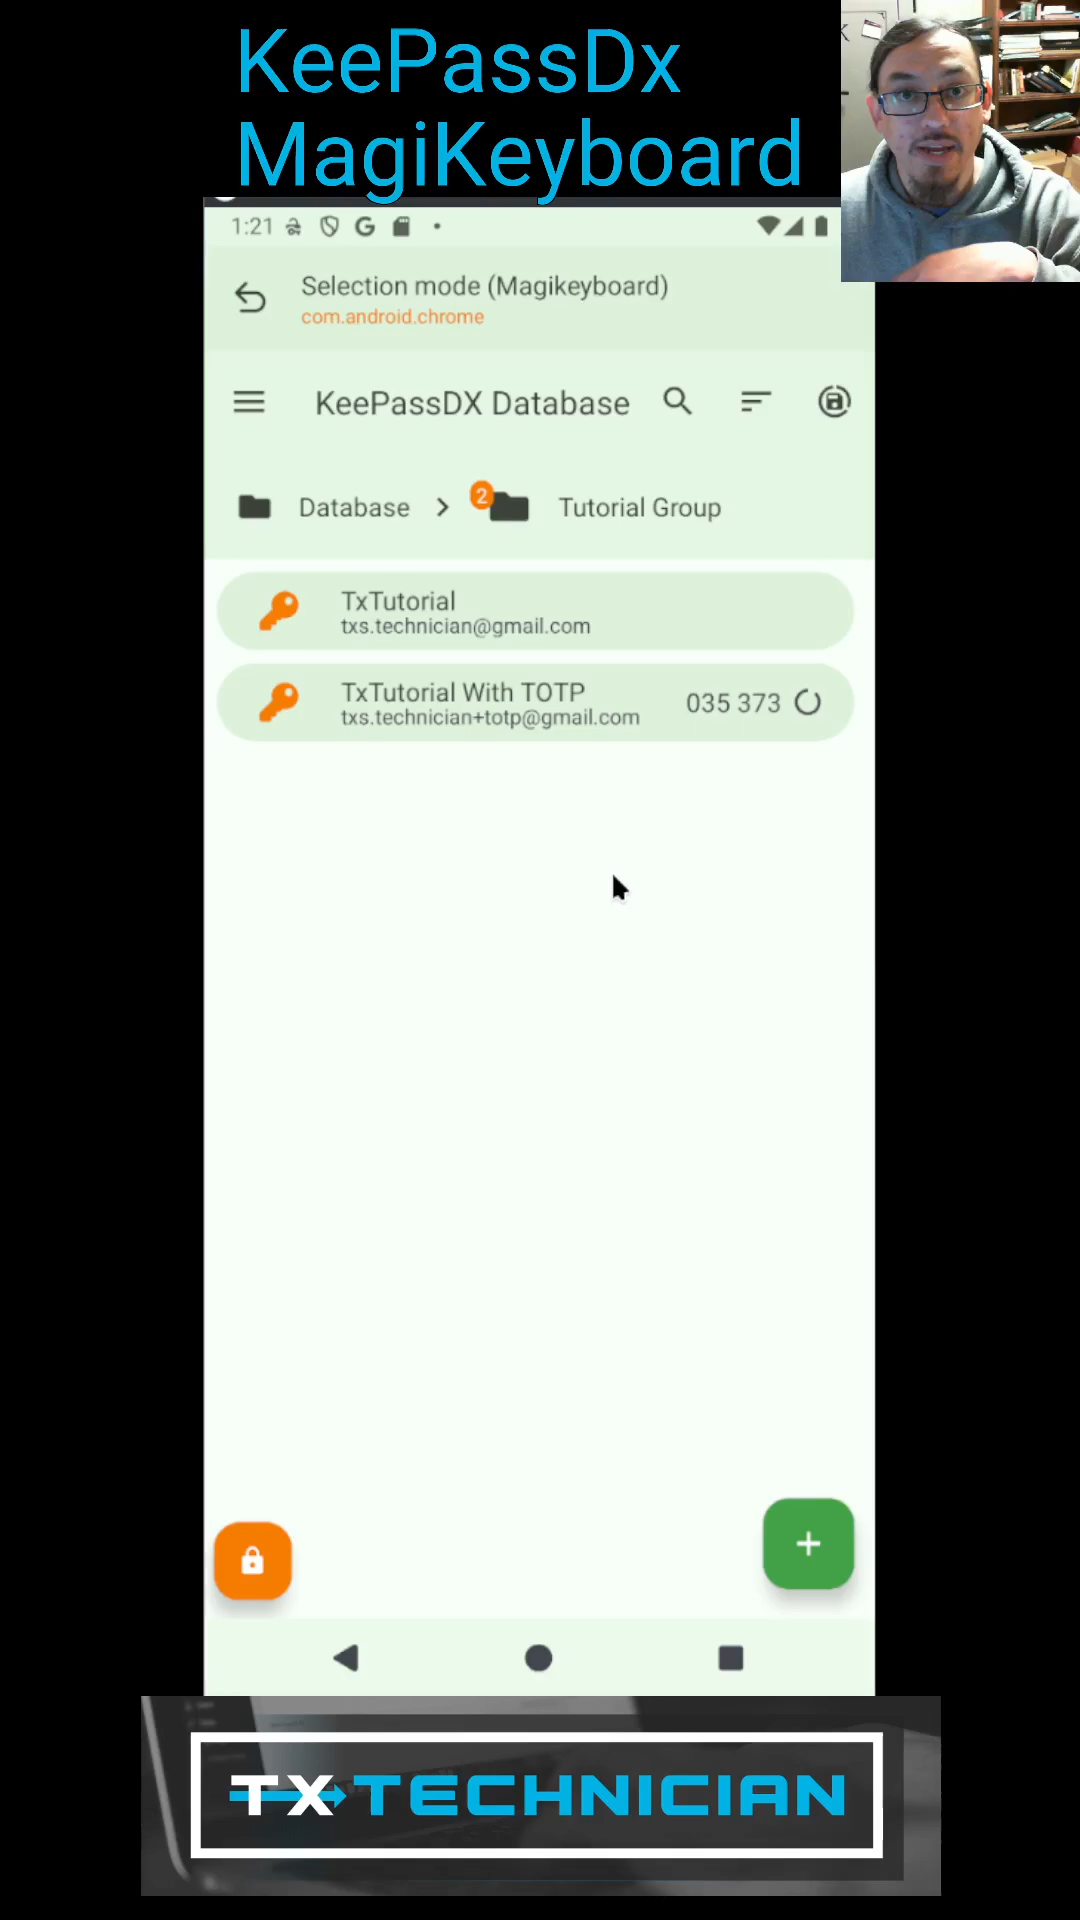 KeePassDx
MagiKeyboard
1:21
Selection mode (Magikeyboard)
com.android.chrome
KeePassDX Database
Database
2
Tutorial Group
TxTutorial
txs.technician@gmail.com
TxTutorial With TOTP
txs.technician+totp@gmail.com
035 373
TX TECHNICIAN